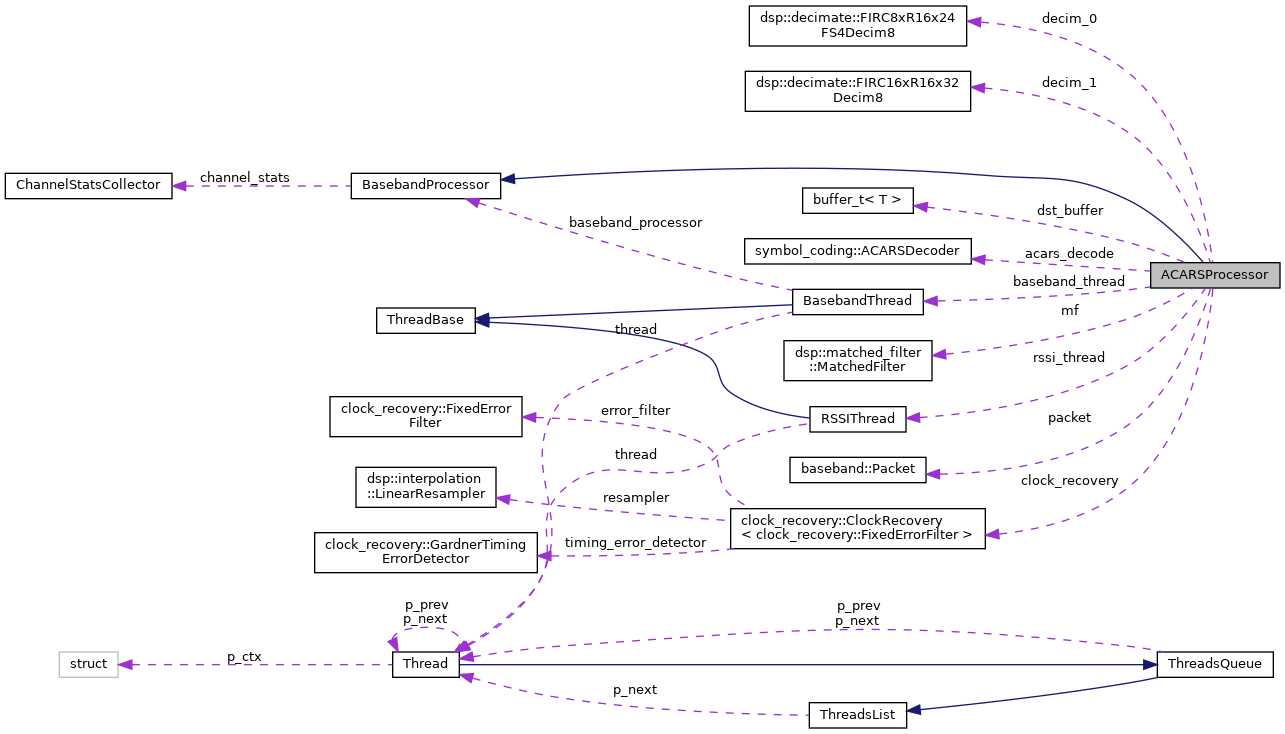 dsp::decimate::FIRC8xR16x24
FS4Decim8
decim_0
dsp::decimate::FIRC16xR16x32
Decim8
decim_1
ChannelStatsCollector
channel_stats
BasebandProcessor
buffer_t< T >
dst_buffer
baseband_processor
symbol_coding::ACARSDecoder
acars_decode
ACARSProcessor
baseband_thread
BasebandThread
mf
ThreadBase
thread
dsp::matched_filter
::MatchedFilter
rssi_thread
clock_recovery::FixedError
Filter
error_filter
RSSIThread
packet
thread
baseband::Packet
clock_recovery
dsp::interpolation
::LinearResampler
resampler
clock_recovery::ClockRecovery
< clock_recovery::FixedErrorFilter >
clock_recovery::GardnerTiming
ErrorDetector
timing_error_detector
p_prev
p_next
p_prev
p_next
struct
p_ctx
Thread
ThreadsQueue
p_next
ThreadsList